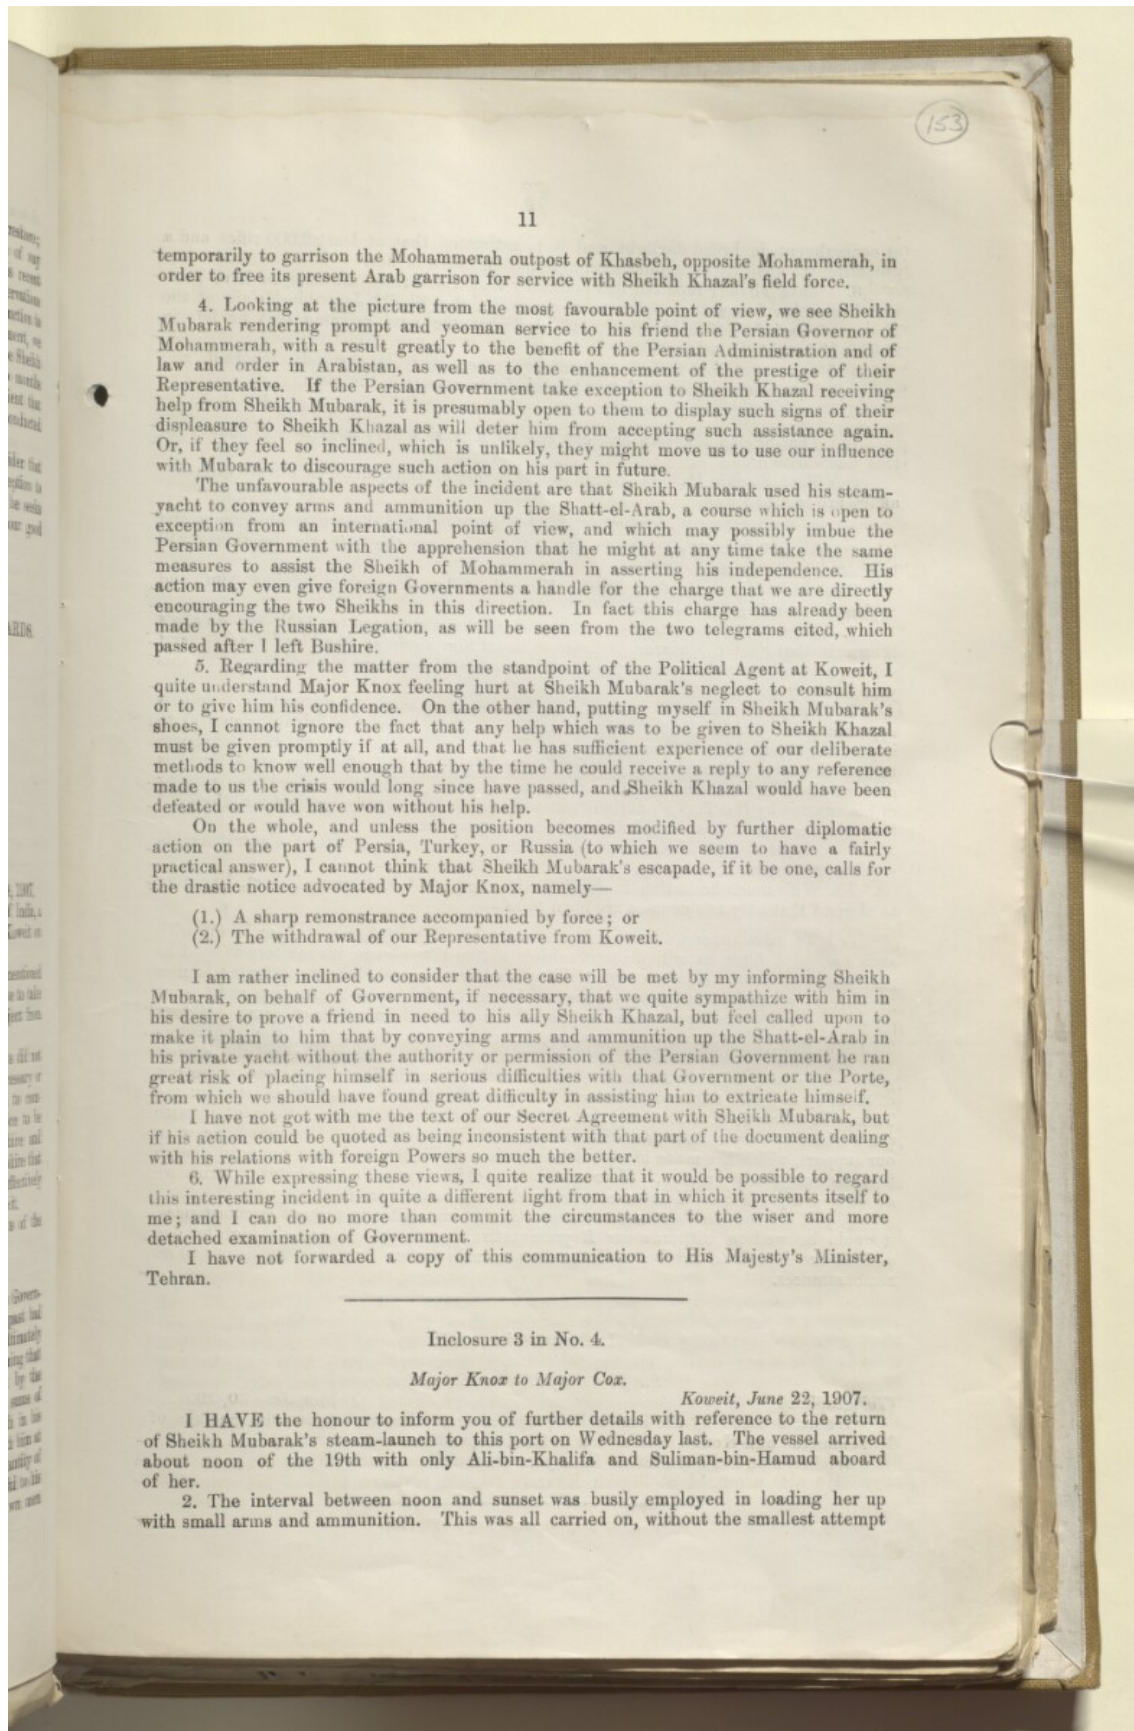 153
11
temporarily to garrison the Mohammerah outpost of Khasbeh, opposite Mohammerah, in
order to free its present Arab garrison for service with Sheikh Khazal's field force.
4. Looking at the picture from the most favourable point of view, we see Sheikh
Mubarak rendering prompt and yeoman service to his friend the Persian Governor of
Mohammerah, with a result greatly to the benefit of the Persian Administration and of
law and order in Arabistan, as well as to the enhancement of the prestige of their
Representative. If the Persian Government take exception to Sheikh Khazal receiving
help from Sheikh Mubarak, it is presumably open to them to display such signs of their
displeasure to Sheikh Khazal as will deter him from accepting such assistance again.
Or, if they feel so inclined, which is unlikely, they might move us to use our influence
with Mubarak to discourage such action on his part in future.
The unfavourable aspects of the incident are that Sheikh Mubarak used his steam-
yacht to convey arms and ammunition up the Shatt-el-Arab, a course which is open to
exception from an international point of view, and which may possibly imbue the
Persian Government with the apprehension that he might at any time take the same
measures to assist the Sheikh of Mohammerah in asserting his independence. His
action may even give foreign Governments a handle for the charge that we are directly
encouraging the two Sheikhs in this direction. In fact this charge has already been
made by the Russian Legation, as will be seen from the two telegrams cited, which
passed after I left Bushire.
5. Regarding the matter from the standpoint of the Political Agent at Koweit, I
quite understand Major Knox feeling hurt at Sheikh Mubarak's neglect to consult him
or to give him his confidence. On the other hand, putting myself in Sheikh Mubarak's
shoes, I cannot ignore the fact that any help which was to be given to Sheikh Khazal
must be given promptly if at all, and that he has sufficient experience of our deliberate
methods to know well enough that by the time he could receive a reply to any reference
made to us the crisis would long since have passed, and Sheikh Khazal would have been
defeated or would have won without his help.
On the whole, and unless the position becomes modified by further diplomatic
action on the part of Persia, Turkey, or Russia (to which we seem to have a fairly
practical answer), I cannot think that Sheikh Mubarak's escapade, if it be one, calls for
the drastic notice advocated by Major Knox, namely—
(1.) A sharp remonstrance accompanied by force; or
(2.) The withdrawal of our Representative from Koweit.
I am rather inclined to consider that the case will be met by my informing Sheikh
Mubarak, on behalf of Government, if necessary, that we quite sympathize with him in
his desire to prove a friend in need to his ally Sheikh Khazal, but feel called upon to
make it plain to him that by conveying arms and ammunition up the Shatt-el-Arab in
his private yacht without the authority or permission of the Persian Government he ran
great risk of placing himself in serious difficulties with that Government or the Porte,
from which we should have found great difficulty in assisting him to extricate himself.
I have not got with me the text of our Secret Agreement with Sheikh Mubarak, but
if his action could be quoted as being inconsistent with that part of the document dealing
with his relations with foreign Powers so much the better.
6. While expressing these views, I quite realize that it would be possible to regard
this interesting incident in quite a different light from that in which it presents itself to
me; and I can do no more than commit the circumstances to the wiser and more
detached examination of Government.
I have not forwarded a copy of this communication to His Majesty's Minister,
Tehran.
Inclosure 3 in No. 4.
Major Knox to Major Cox.
Koweit, June 22, 1907.
I HAVE the honour to inform you of further details with reference to the return
of Sheikh Mubarak's steam-launch to this port on Wednesday last. The vessel arrived
about noon of the 19th with only Ali-bin-Khalifa and Suliman-bin-Hamud aboard
of her.
2. The interval between noon and sunset was busily employed in loading her up
with small arms and ammunition. This was all carried on, without the smallest attempt